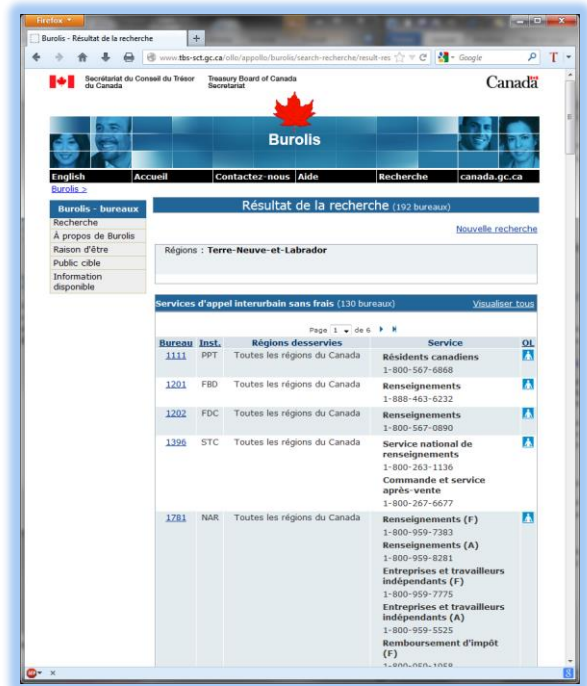 Firefox
Burolis - Résultat de la recherche
www.tbs-sct.gc.ca/ollo/appollo/burolis/search-recherche/result-res
Google
Secrétariat du Conseil du Trésor du Canada
Treasury Board of Canada Secretariat
Canada
Burolis
English Accueil Contactez-nous Aide Recherche canada.gc.ca
Burolis >
Burolis - bureaux
Recherche
À propos de Burolis
Raison d'être
Public cible
Information disponible
Résultat de la recherche (192 bureaux)
Nouvelle recherche
Régions : Terre-Neuve-et-Labrador
Services d'appel interurbain sans frais (130 bureaux) Visualiser tous
Page 1 de 6
Bureau Inst. Régions desservies Service OL
1111 PPT Toutes les régions du Canada Résidents canadiens
1-800-567-6868
1201 FBD Toutes les régions du Canada Renseignements
1-888-463-6232
1202 FDC Toutes les régions du Canada Renseignements
1-800-567-0890
1396 STC Toutes les régions du Canada Service national de
renseignements
1-800-263-1136
Commande et service
après-vente
1-800-267-6677
1781 NAR Toutes les régions du Canada Renseignements (F)
1-800-959-7383
Renseignements (A)
1-800-959-8281
Entreprises et travailleurs
indépendants (F)
1-800-959-7775
Entreprises et travailleurs
indépendants (A)
1-800-959-5525
Remboursement d'impôt
(F)